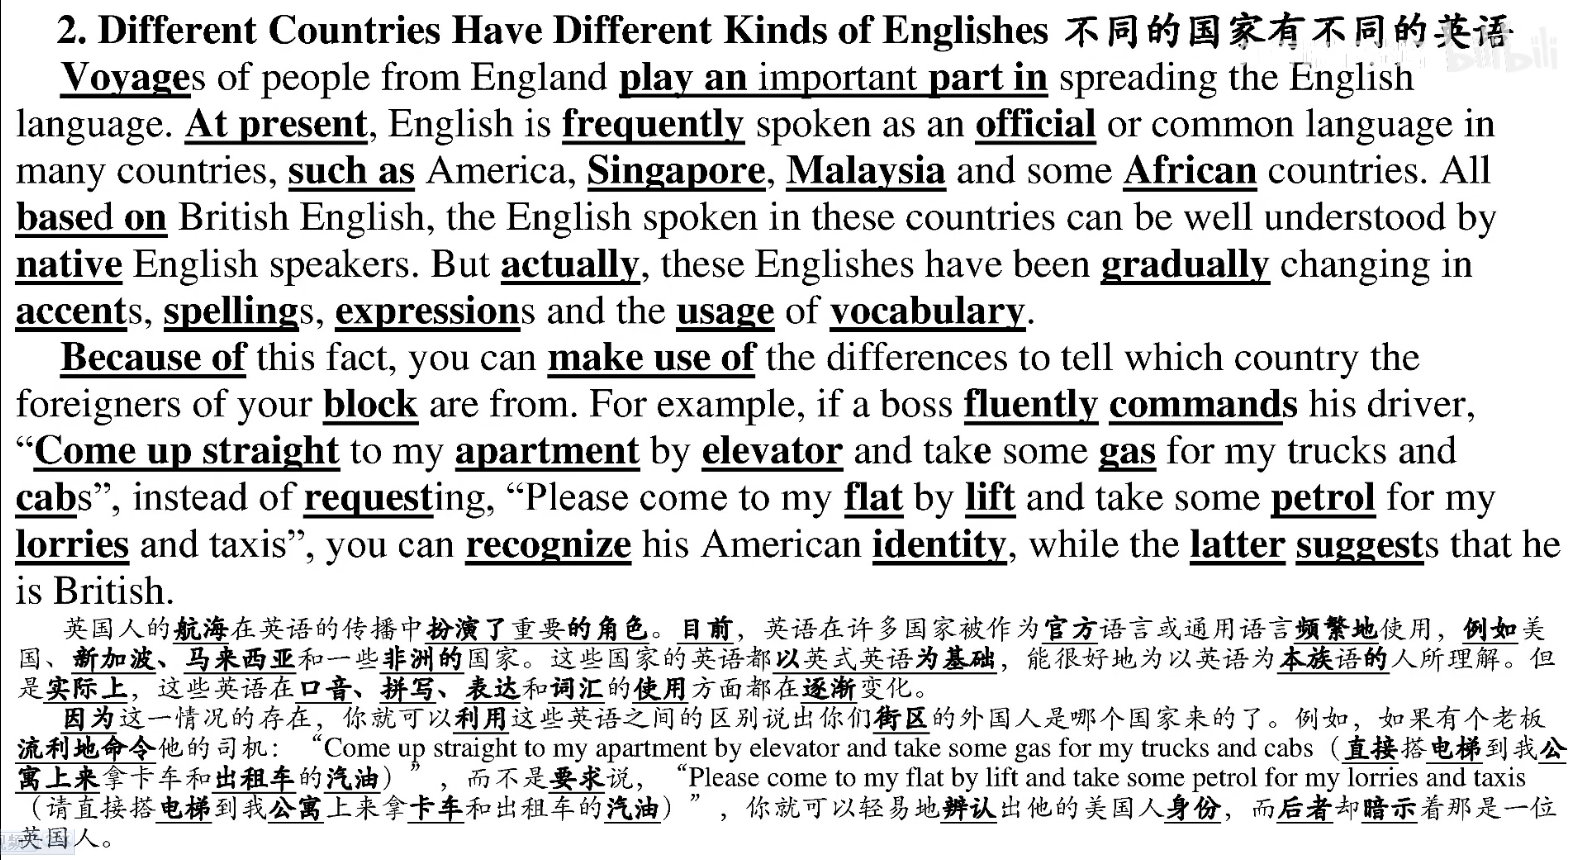 2. Different Countries Have Different Kinds of Englishes 不同的国家有不同的英语
bilibili
Voyages of people from England play an important part in spreading the English
language. At present, English is frequently spoken as an official or common language in
many countries, such as America, Singapore, Malaysia and some African countries. All
based on British English, the English spoken in these countries can be well understood by
native English speakers. But actually, these Englishes have been gradually changing in
accents, spellings, expressions and the usage of vocabulary.
Because of this fact, you can make use of the differences to tell which country the
foreigners of your block are from. For example, if a boss fluently commands his driver,
“Come up straight to my apartment by elevator and take some gas for my trucks and
cabs”, instead of requesting, “Please come to my flat by lift and take some petrol for my
lorries and taxis”, you can recognize his American identity, while the latter suggests that he
is British.
英国人的航海在英语的传播中扮演了重要的角色。目前，英语在许多国家被作为官方语言或通用语言频繁地使用，例如美
国、新加波、马来西亚和一些非洲的国家。这些国家的英语都以英式英语为基础，能很好地为以英语为本族语的人所理解。但
是实际上，这些英语在口音、拼写、表达和词汇的使用方面都在逐渐变化。
因为这一情况的存在，你就可以利用这些英语之间的区别说出你们街区的外国人是哪个国家来的了。例如，如果有个老板
流利地命令他的司机：“Come up straight to my apartment by elevator and take some gas for my trucks and cabs（直接搭电梯到我公
寓上来拿卡车和出租车的汽油）”，而不是要求说，“Please come to my flat by lift and take some petrol for my lorries and taxis
（请直接搭电梯到我公寓上来拿卡车和出租车的汽油）”，你就可以轻易地辨认出他的美国人身份，而后者却暗示着那是一位
英国人。